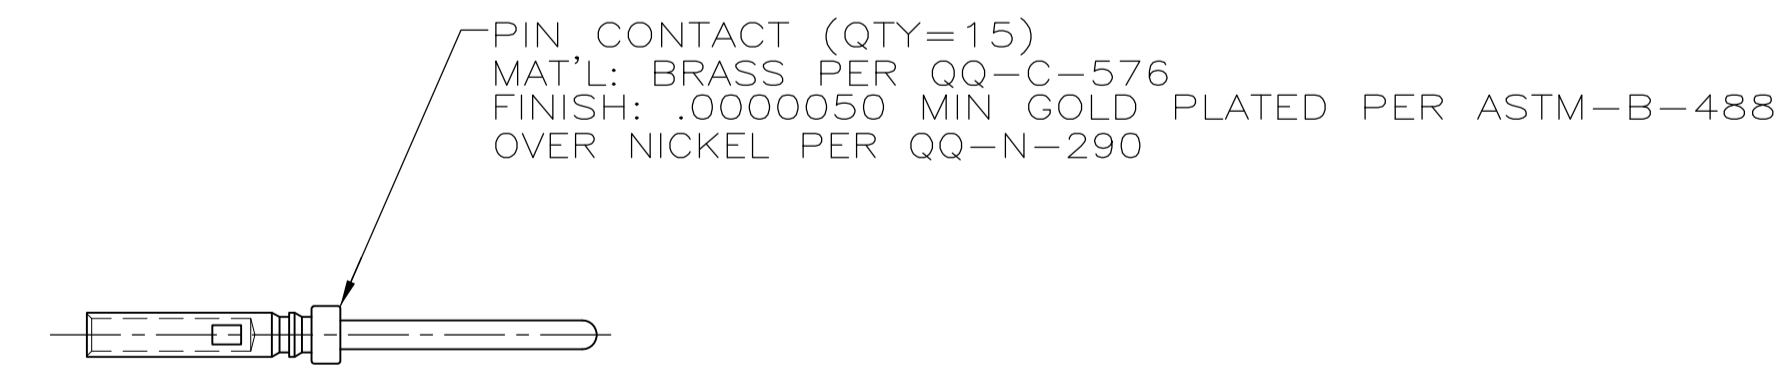 PIN CONTACT (QTY=15)
MAT'L: BRASS PER QQ-C-576
FINISH: .0000050 MIN GOLD PLATED PER ASTM-B-488
OVER NICKEL PER QQ-N-290